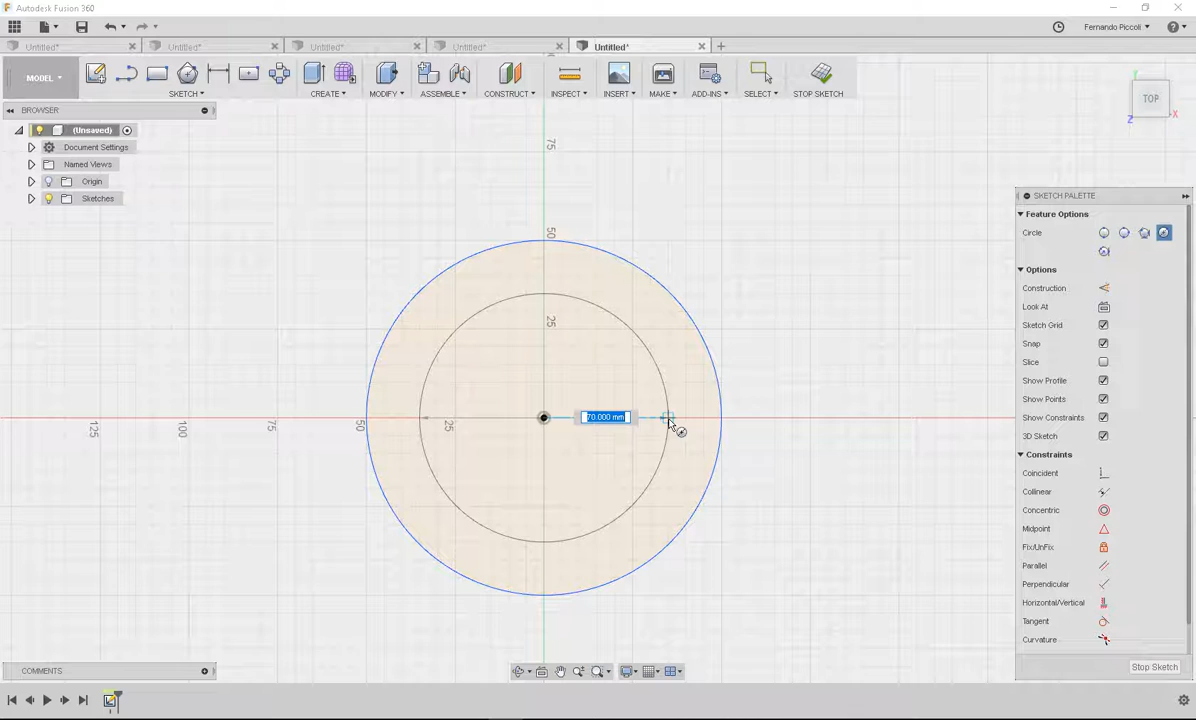 Autodesk Fusion 360
Fernando Piccoli
Untitled*
Untitled*
Untitled*
Untitled*
Untitled*
MODEL
SKETCH
CREATE
MODIFY
ASSEMBLE
CONSTRUCT
INSPECT
INSERT
MAKE
ADD-INS
SELECT
STOP SKETCH
BROWSER
(Unsaved)
Document Settings
Named Views
Origin
Sketches
TOP
X
Y
Z
75
50
25
125
100
75
50
25
70.000 mm
SKETCH PALETTE
Feature Options
Circle
Options
Construction
Look At
Sketch Grid
Snap
Slice
Show Profile
Show Points
Show Constraints
3D Sketch
Constraints
Coincident
Collinear
Concentric
Midpoint
Fix/UnFix
Parallel
Perpendicular
Horizontal/Vertical
Tangent
Curvature
Stop Sketch
COMMENTS